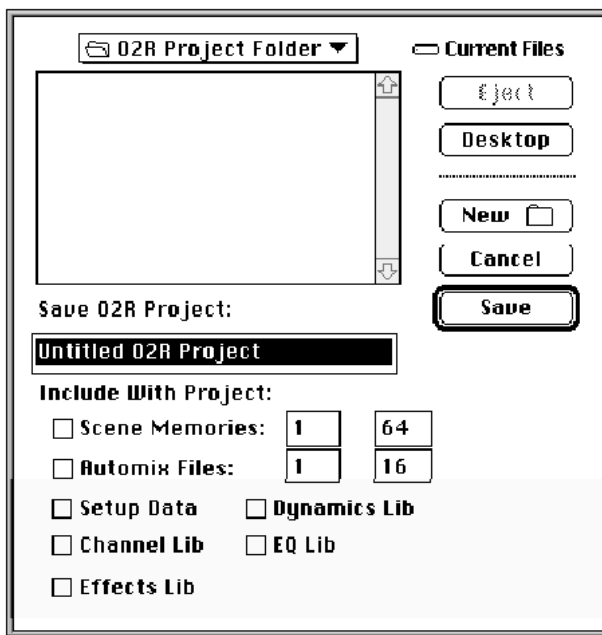 02R Project Folder
Current Files
Eject
Desktop
New
Cancel
Save
Save 02R Project:
Untitled 02R Project
Include With Project:
Scene Memories: 1 64
Automix Files: 1 16
Setup Data Dynamics Lib
Channel Lib EQ Lib
Effects Lib